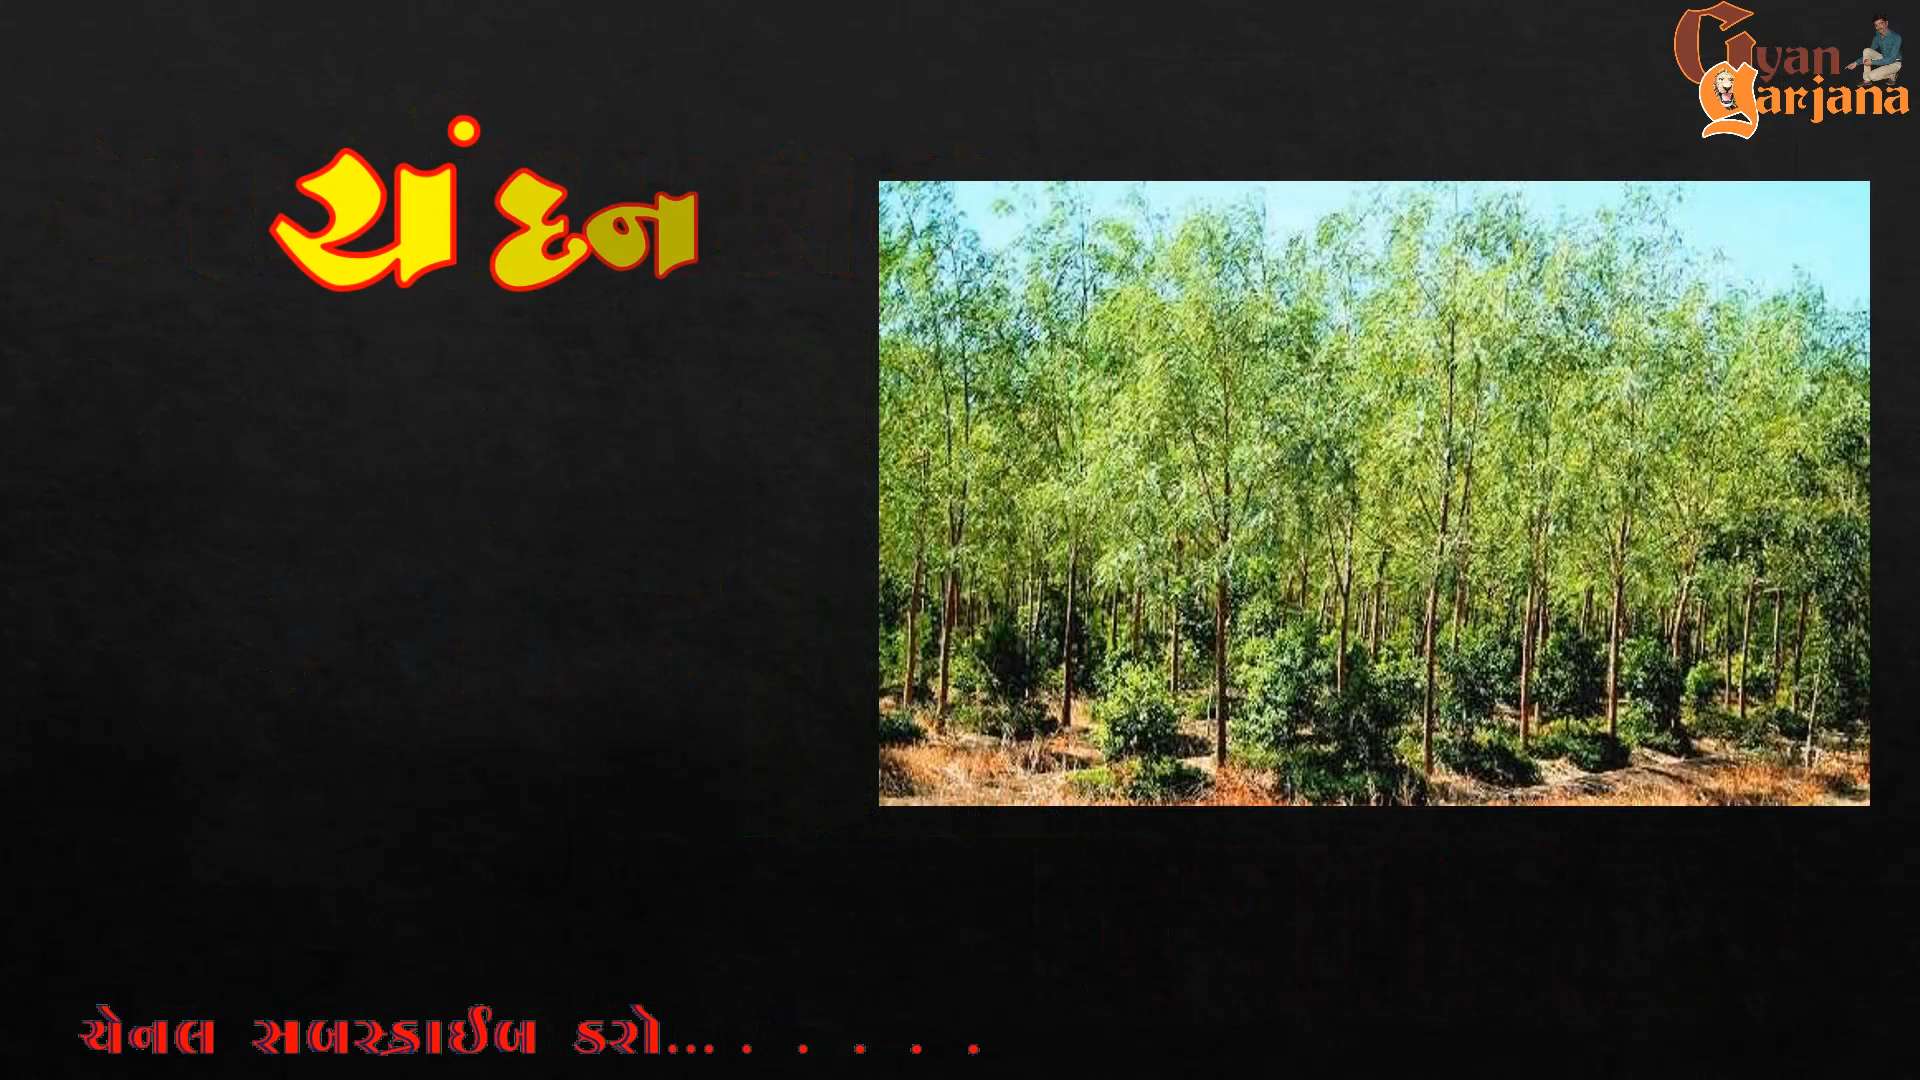 Gyan
Garjana
ચંદન
ચેનલ સબસ્ક્રાઈબ કરો... . . . . .